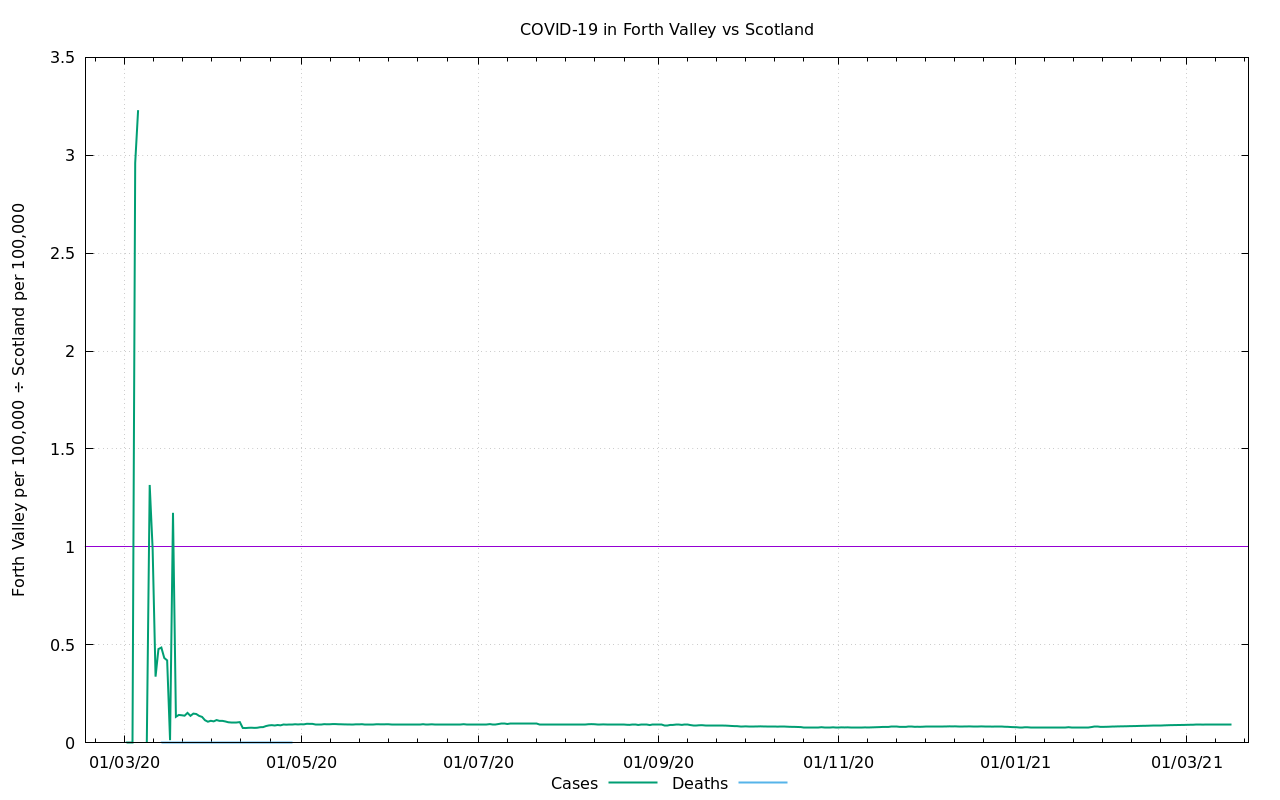 COVID-19 in Forth Valley vs Scotland
Forth Valley per 100,000 ÷ Scotland per 100,000
3.5
3
2.5
2
1.5
1
0.5
0
01/03/20 01/05/20 01/07/20 01/09/20 01/11/20 01/01/21 01/03/21
Cases Deaths